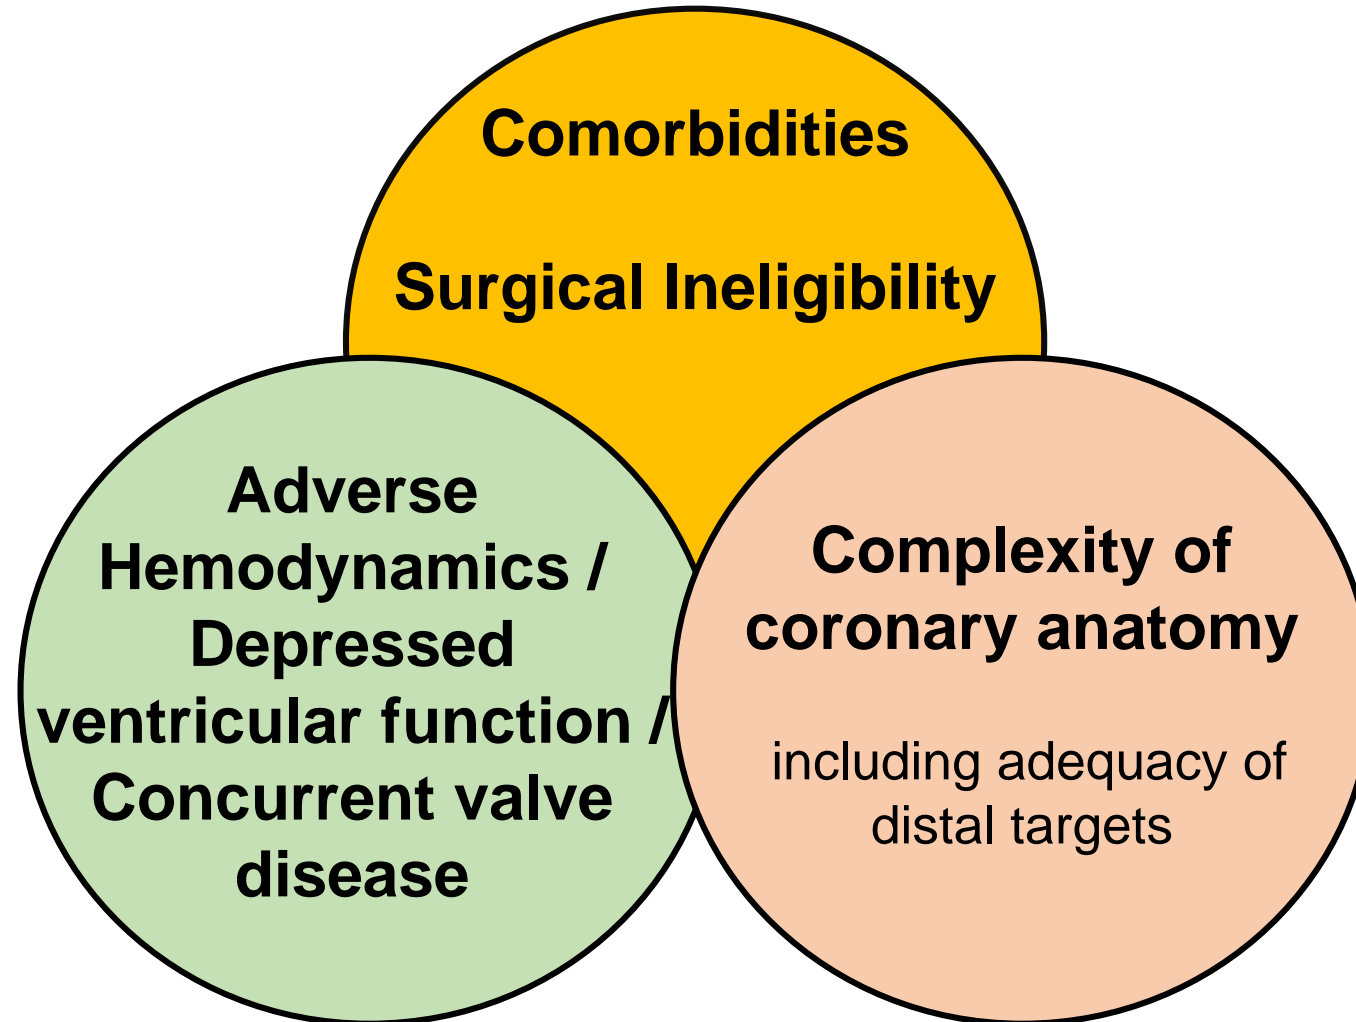 Comorbidities
Surgical Ineligibility
Adverse
Hemodynamics /
Depressed
ventricular function /
Concurrent valve
disease
Complexity of
coronary anatomy
including adequacy of
distal targets